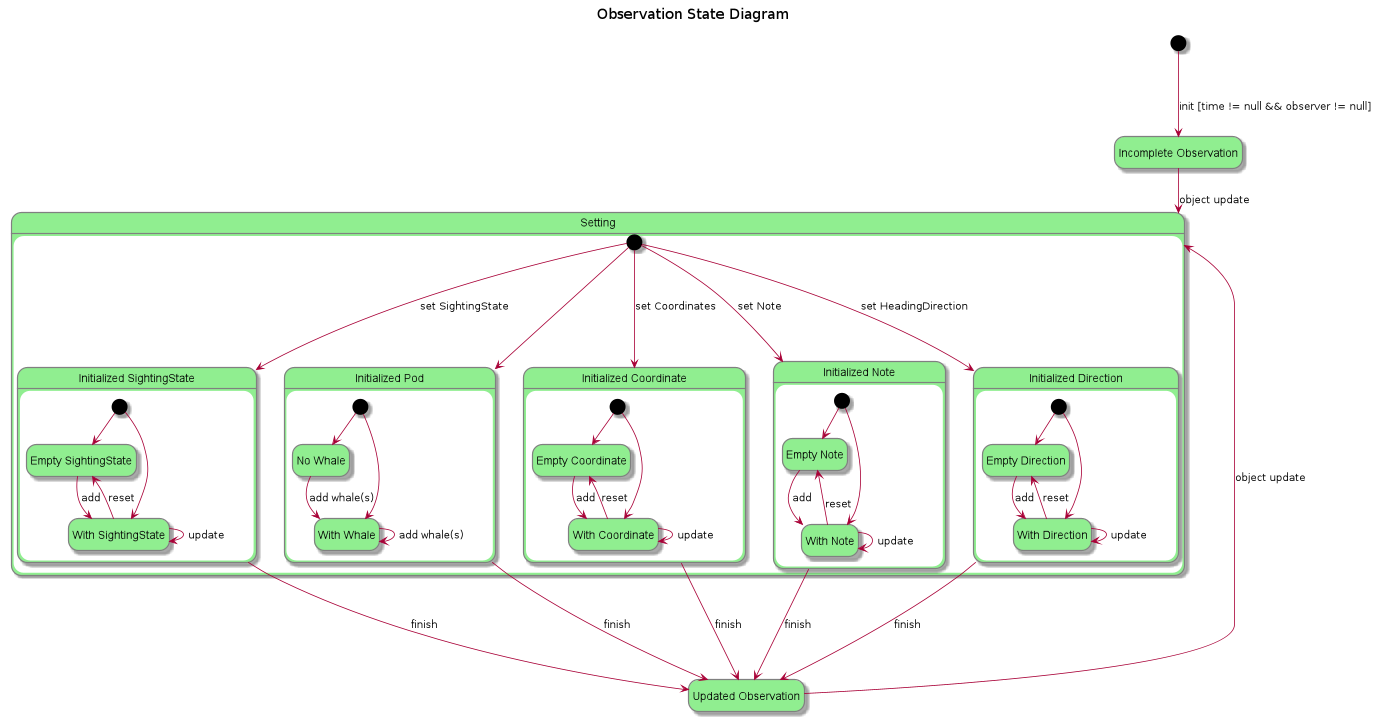 Observation State Diagram
init [time != null && observer != null]
Incomplete Observation
object update
Setting
set SightingState
set Coordinates
set Note
set HeadingDirection
Initialized SightingState
Empty SightingState
add
reset
With SightingState
update
Initialized Pod
No Whale
add whale(s)
With Whale
add whale(s)
Initialized Coordinate
Empty Coordinate
add
reset
With Coordinate
update
Initialized Note
Empty Note
add
reset
With Note
update
Initialized Direction
Empty Direction
add
reset
With Direction
update
object update
finish
finish
finish
finish
finish
Updated Observation